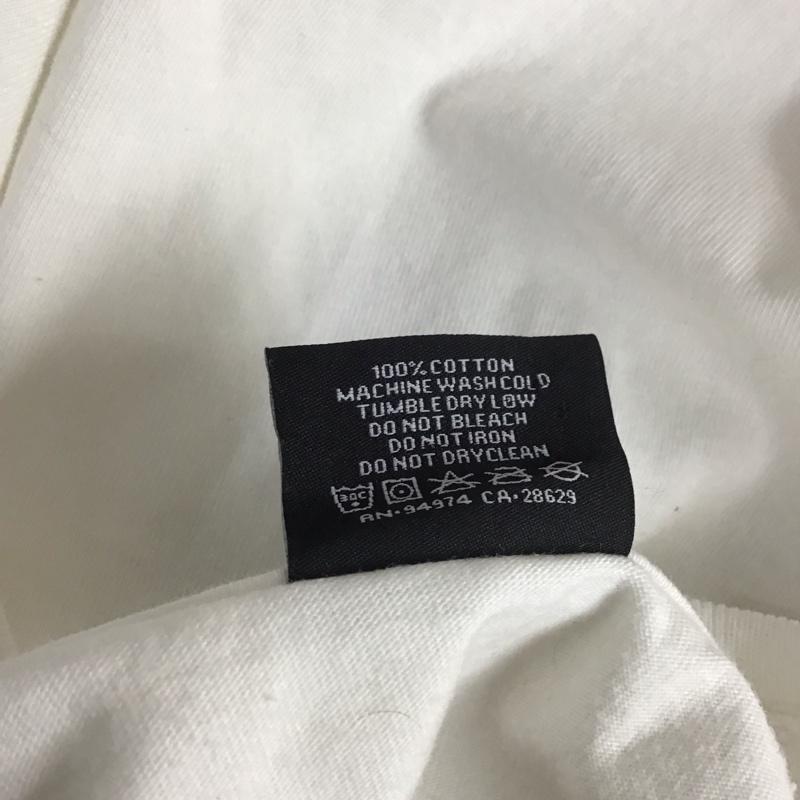 100% COTTON
MACHINE WASH COLD
TUMBLE DRY LOW
DO NOT BLEACH
DO NOT IRON
DO NOT DRYCLEAN
30C
RN·94974 CA·28629